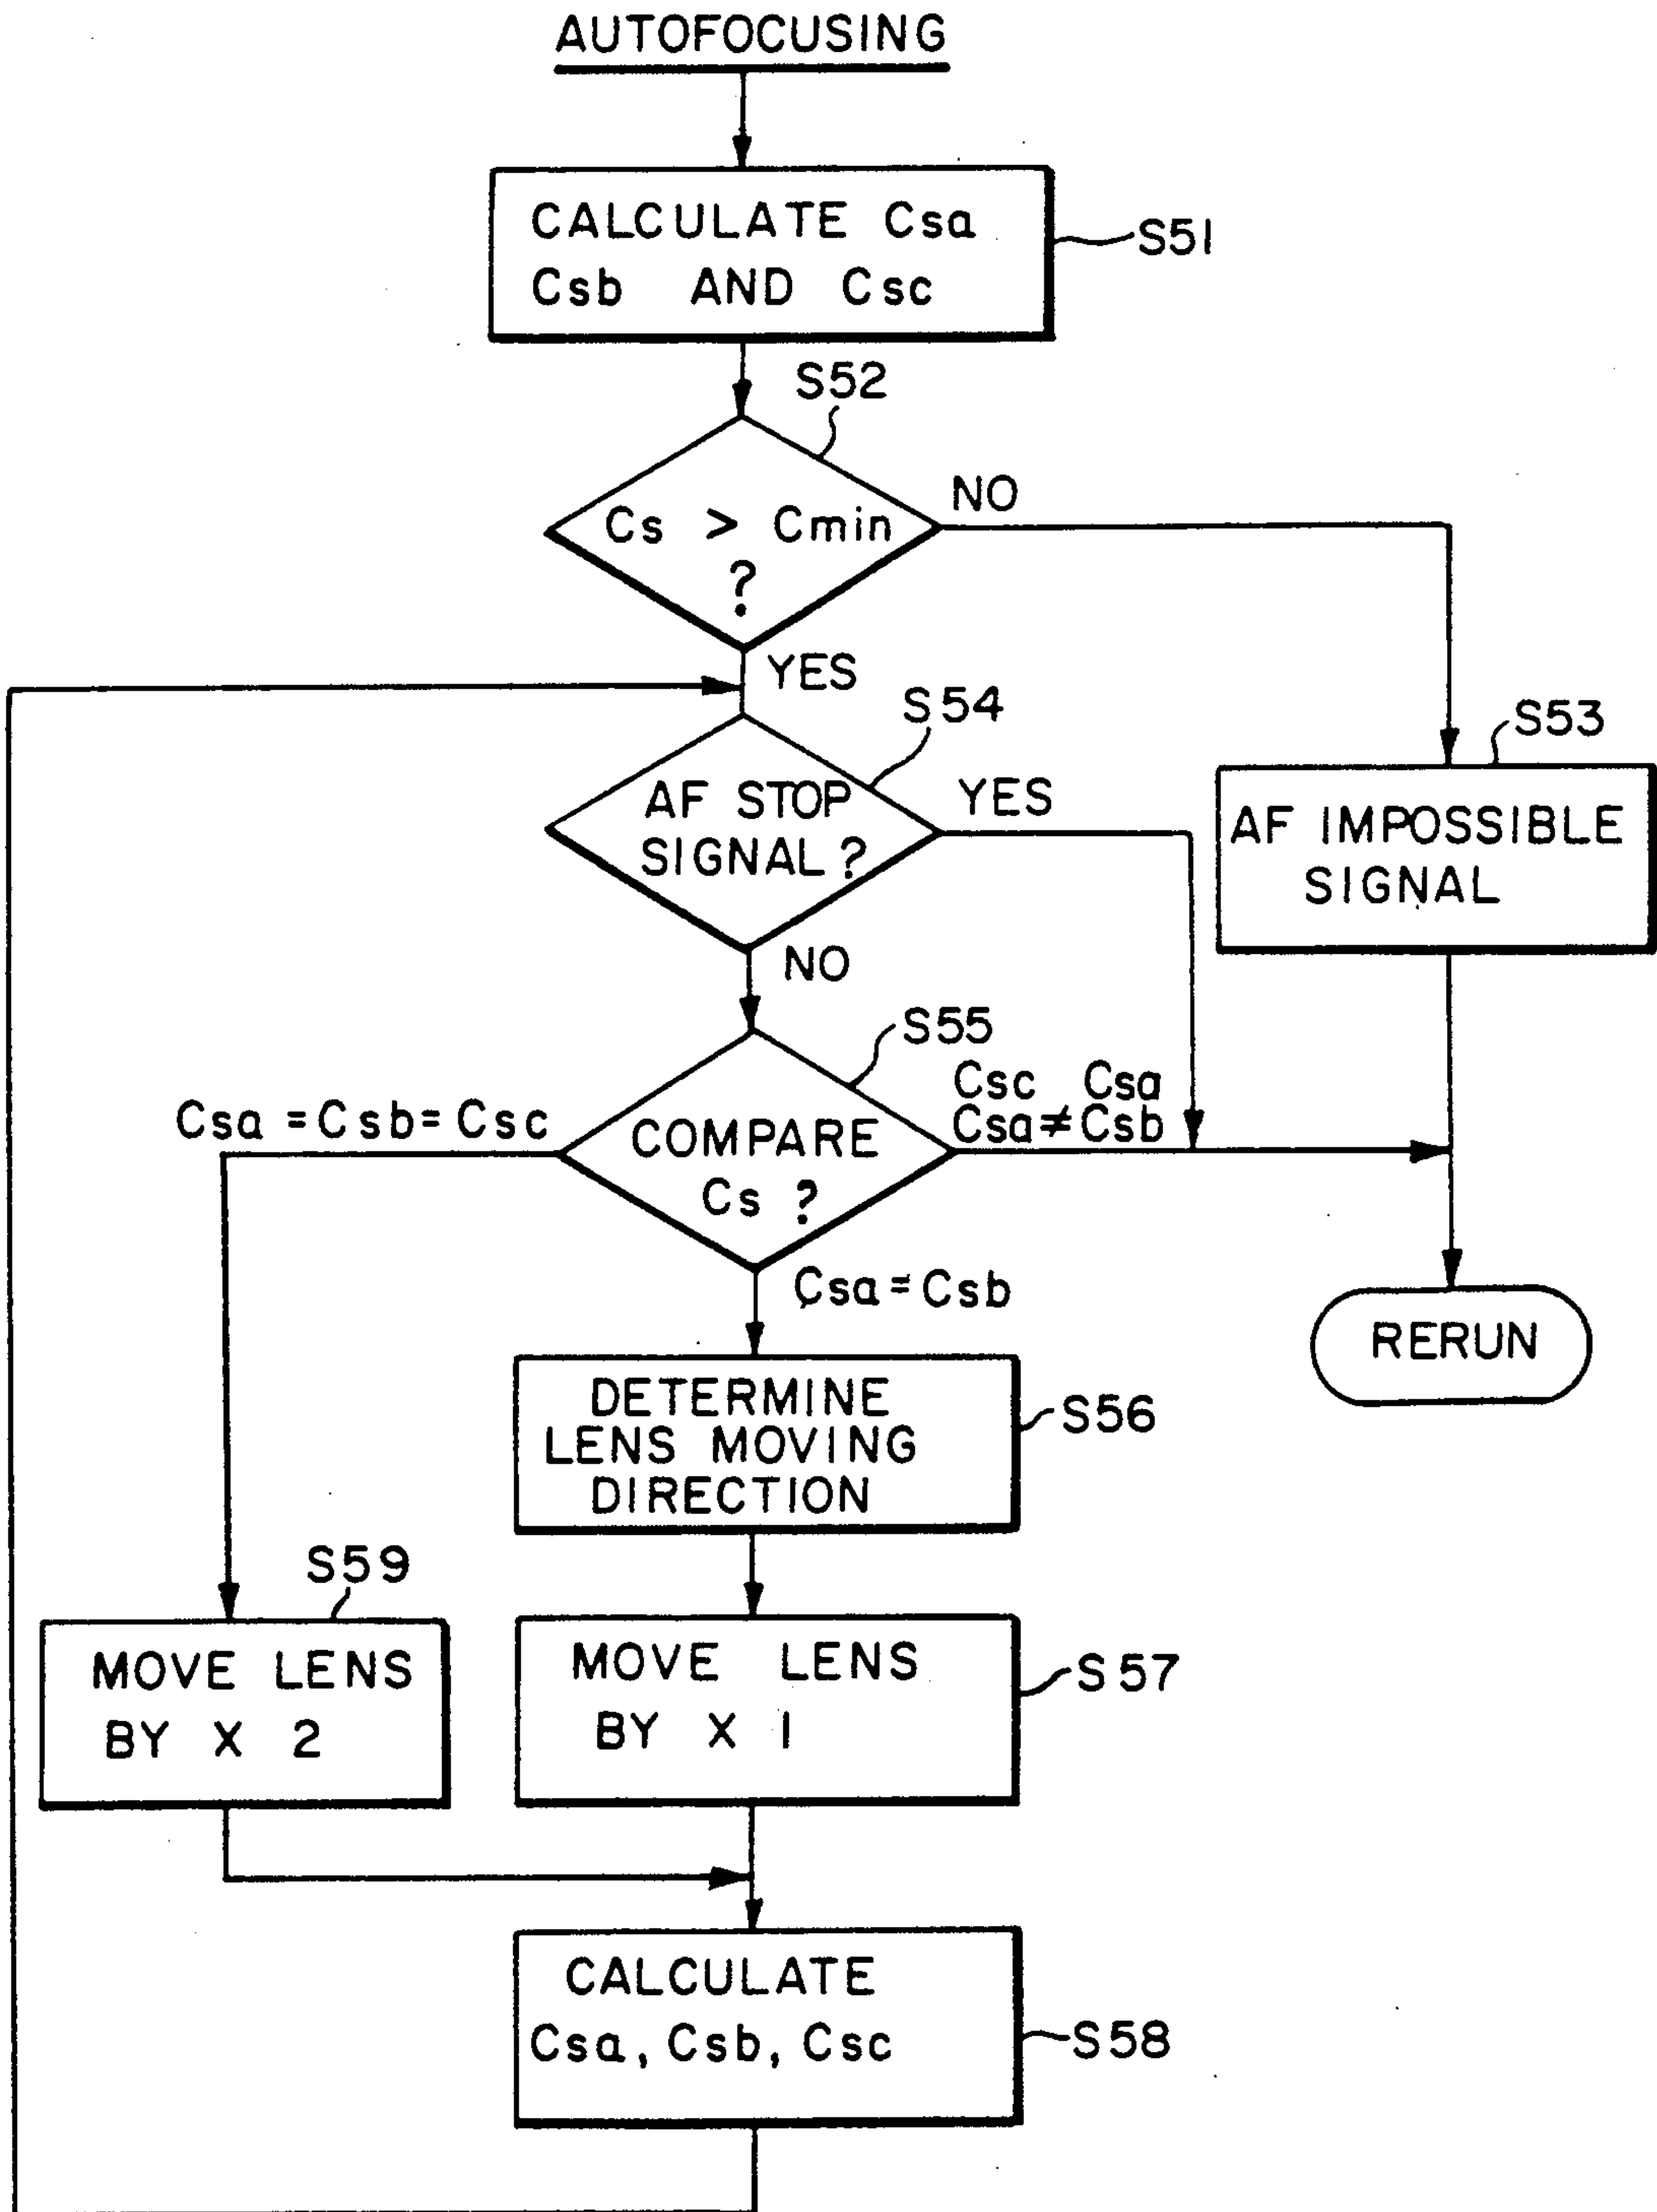 AUTOFOCUSING
CALCULATE Csa
Csb AND Csc
S51
S52
Cs > Cmin
?
NO
YES
S54
S53
AF STOP
SIGNAL?
YES
AF IMPOSSIBLE
SIGNAL
NO
S55
Csc Csa
Csa≠Csb
Csa=Csb=Csc
COMPARE
Cs ?
Csa=Csb
RERUN
DETERMINE
LENS MOVING
DIRECTION
S56
S59
MOVE LENS
BY X 2
MOVE LENS
BY X 1
S57
CALCULATE
Csa, Csb, Csc
S58